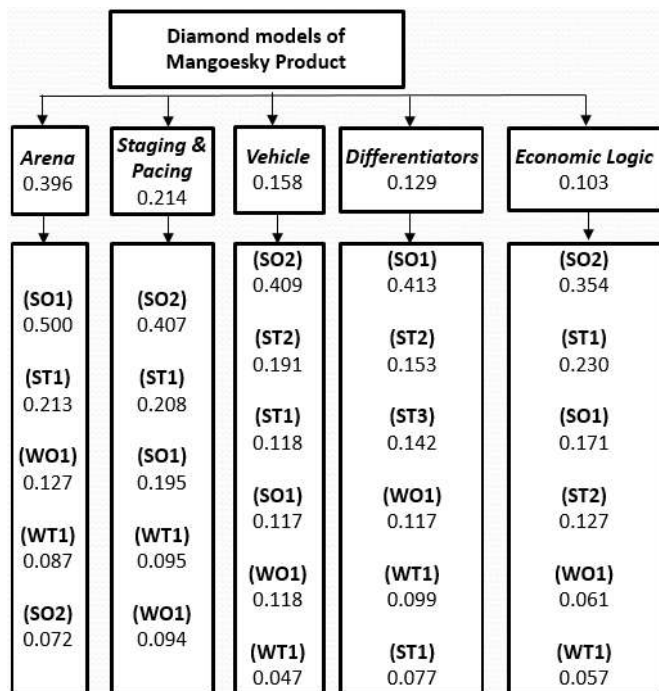 Diamond models of
Mangoesky Product
Arena
0.396
Staging &
Pacing
0.214
Vehicle
0.158
Differentiators
0.129
Economic Logic
0.103
(SO1)
0.500
(ST1)
0.213
(WO1)
0.127
(WT1)
0.087
(SO2)
0.072
(SO2)
0.407
(ST1)
0.208
(SO1)
0.195
(WT1)
0.095
(WO1)
0.094
(SO2)
0.409
(ST2)
0.191
(ST1)
0.118
(SO1)
0.117
(WO1)
0.118
(WT1)
0.047
(SO1)
0.413
(ST2)
0.153
(ST3)
0.142
(WO1)
0.117
(WT1)
0.099
(ST1)
0.077
(SO2)
0.354
(ST1)
0.230
(SO1)
0.171
(ST2)
0.127
(WO1)
0.061
(WT1)
0.057